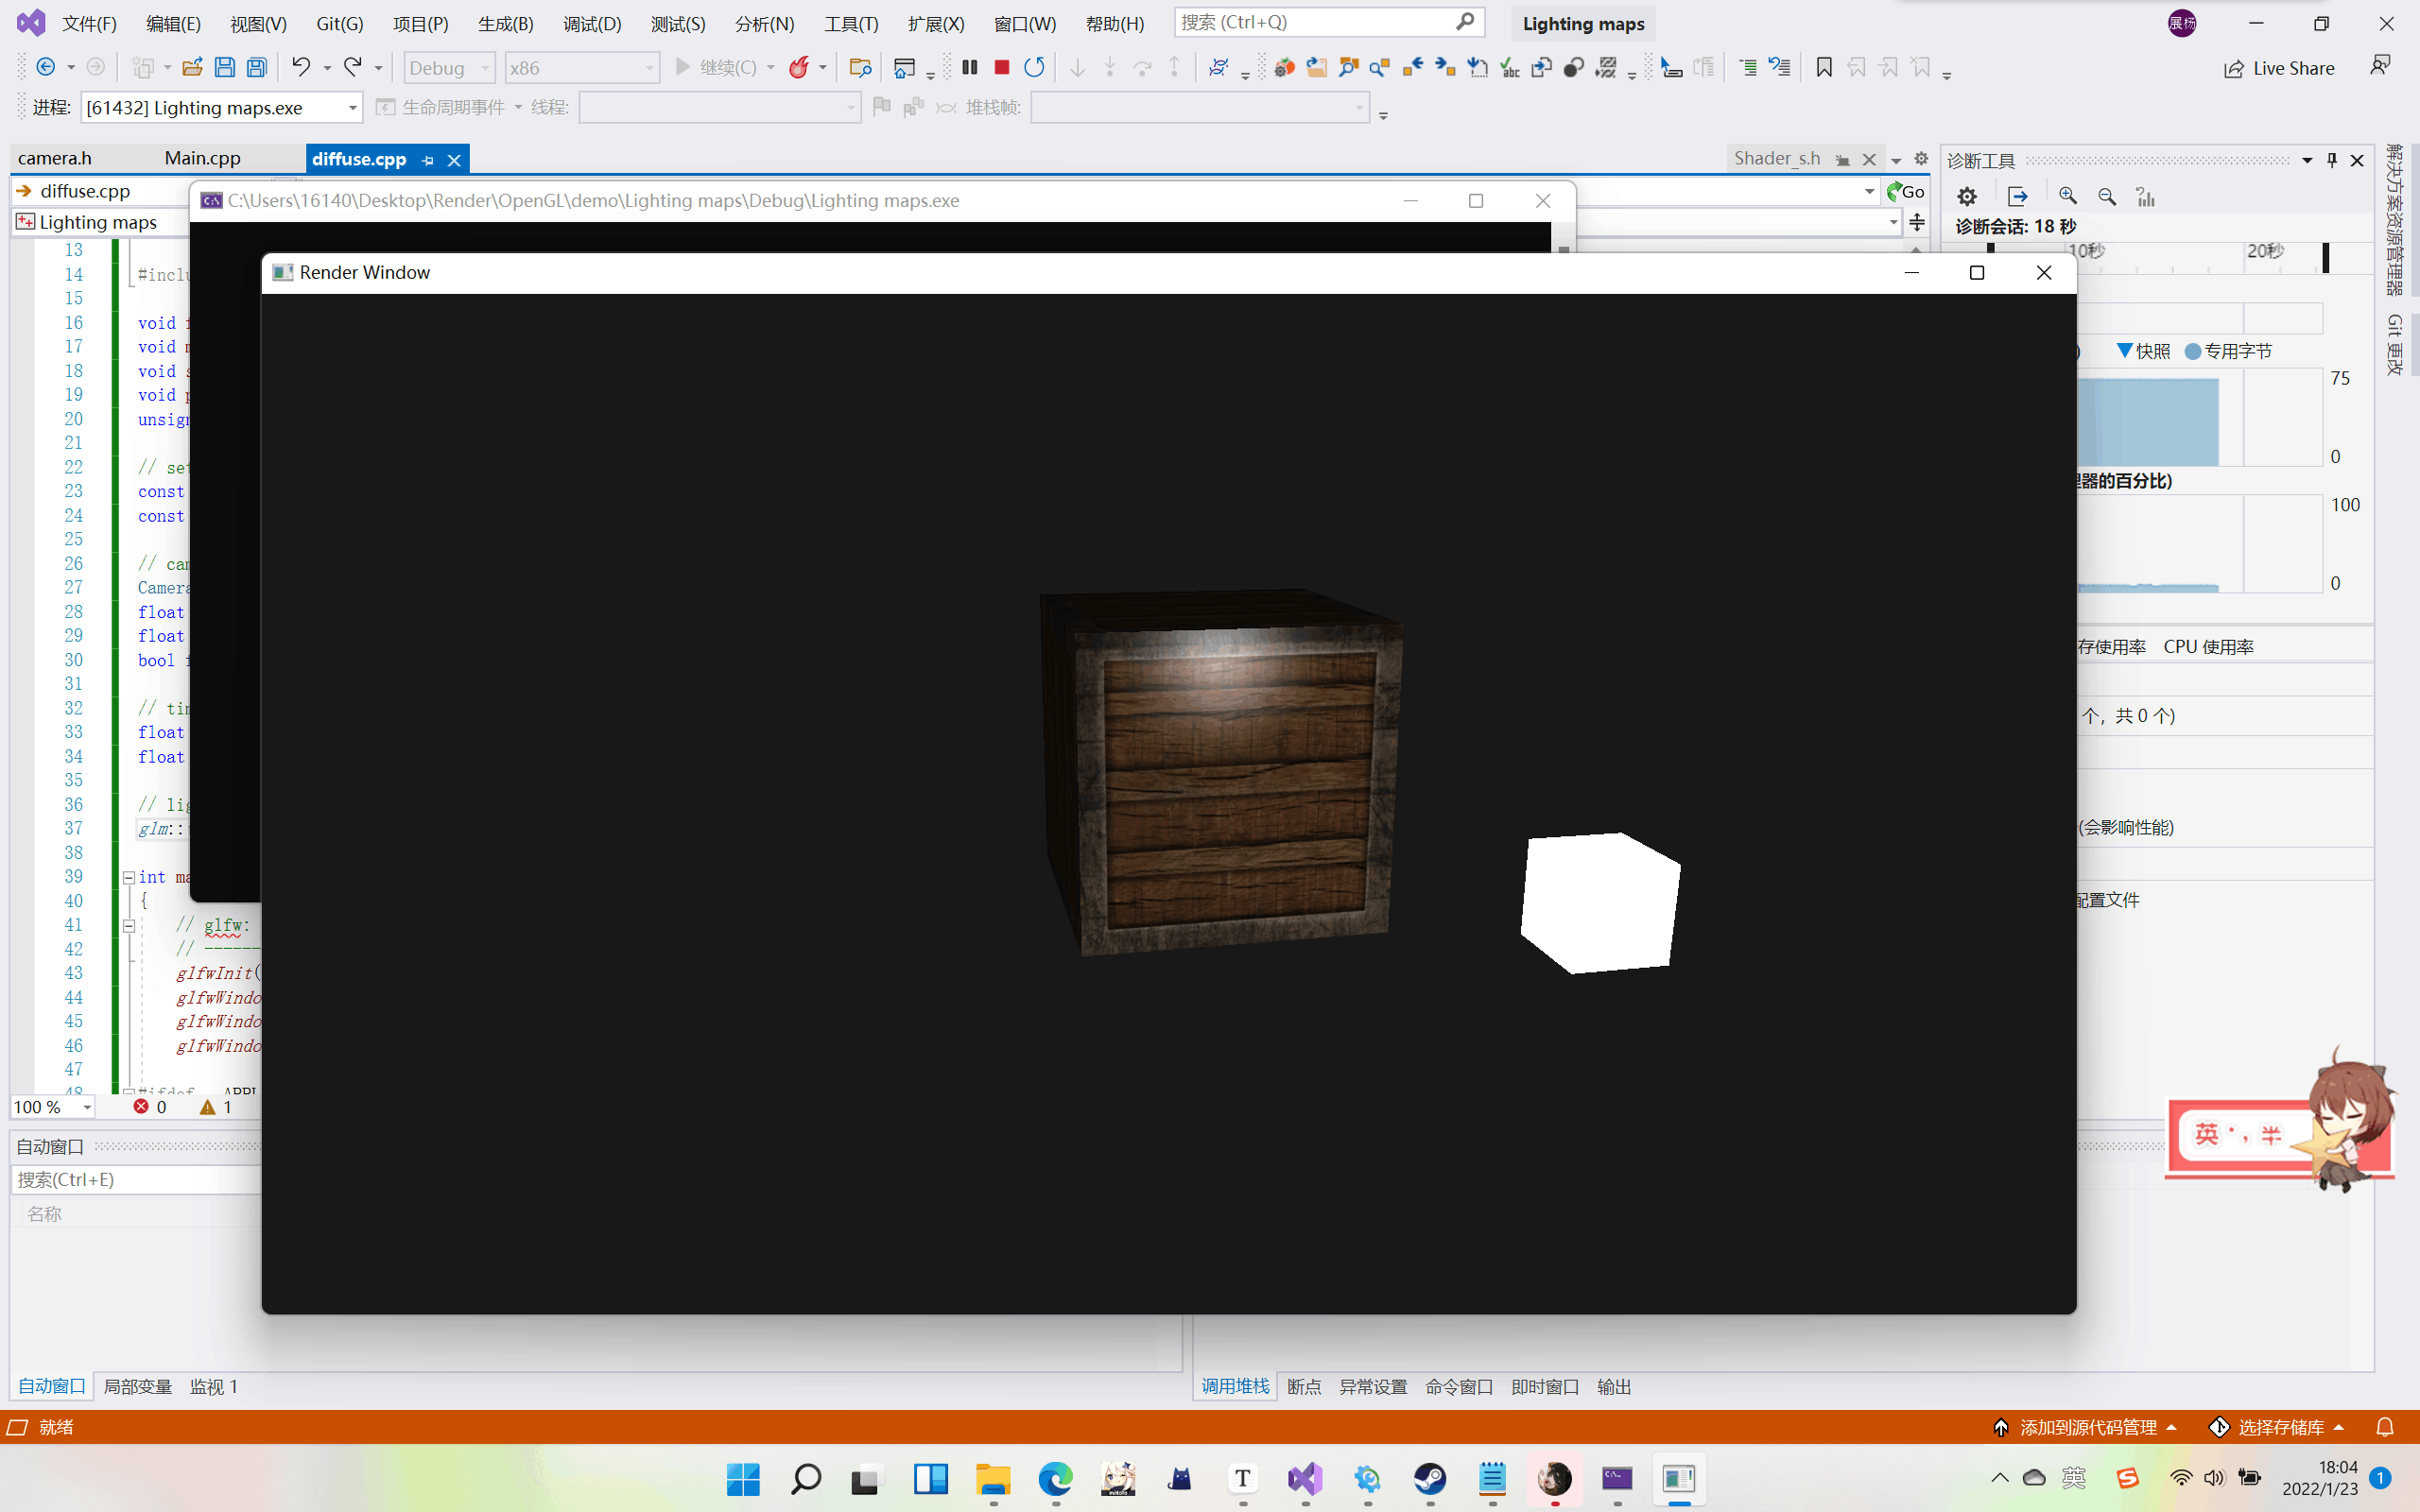 文件(F) 编辑(E) 视图(V) Git(G) 项目(P) 生成(B) 调试(D) 测试(S) 分析(N) 工具(T) 扩展(X) 窗口(W) 帮助(H) 搜索 (Ctrl+Q) Lighting maps 展杨
Debug x86 继续(C) Live Share
进程: [61432] Lighting maps.exe 生命周期事件 线程: 堆栈帧:
camera.h Main.cpp diffuse.cpp Shader_s.h 诊断工具
diffuse.cpp C:\Users\16140\Desktop\Render\OpenGL\demo\Lighting maps\Debug\Lighting maps.exe Go
Lighting maps 诊断会话: 18 秒
10秒 20秒
Render Window
13
14 #inclu
15
16 void
17 void
18 void
19 void
20 unsign
21
22 // set
23 const
24 const
25
26 // cam
27 Camera
28 float
29 float
30 bool
31
32 // tim
33 float
34 float
35
36 // lig
37 glm::
38
39 int ma
40 {
41 // glfw:
42 // ------
43 glfwInit(
44 glfwWindo
45 glfwWindo
46 glfwWindo
47
48 #ifdef APPL
快照 专用字节
75
0
理器的百分比)
100
0
存使用率 CPU 使用率
个，共 0 个)
(会影响性能)
配置文件
100 % 0 1
英 半
自动窗口
搜索(Ctrl+E)
名称
自动窗口 局部变量 监视 1 调用堆栈 断点 异常设置 命令窗口 即时窗口 输出
就绪 添加到源代码管理 选择存储库
解决方案资源管理器
Git 更改
T 英 18:04
2022/1/23 1